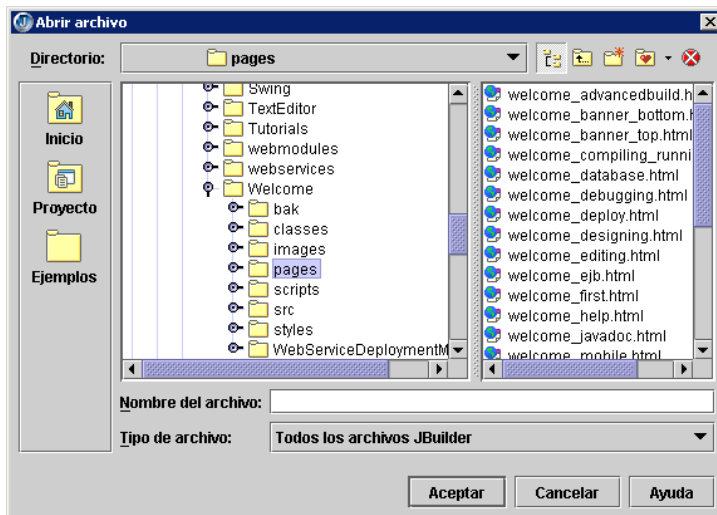 Abrir archivo
Directorio:
pages
Inicio
Proyecto
Ejemplos
Swing
TextEditor
Tutorials
webmodules
webservices
Welcome
bak
classes
images
pages
scripts
src
styles
WebServiceDeploymentM
welcome_advancedbuild.h
welcome_banner_bottom.h
welcome_banner_top.html
welcome_compiling_runni
welcome_database.html
welcome_debugging.html
welcome_deploy.html
welcome_designing.html
welcome_editing.html
welcome_ejb.html
welcome_first.html
welcome_help.html
welcome_javadoc.html
welcome_mobile.html
Nombre del archivo:
Tipo de archivo:
Todos los archivos JBuilder
Aceptar
Cancelar
Ayuda